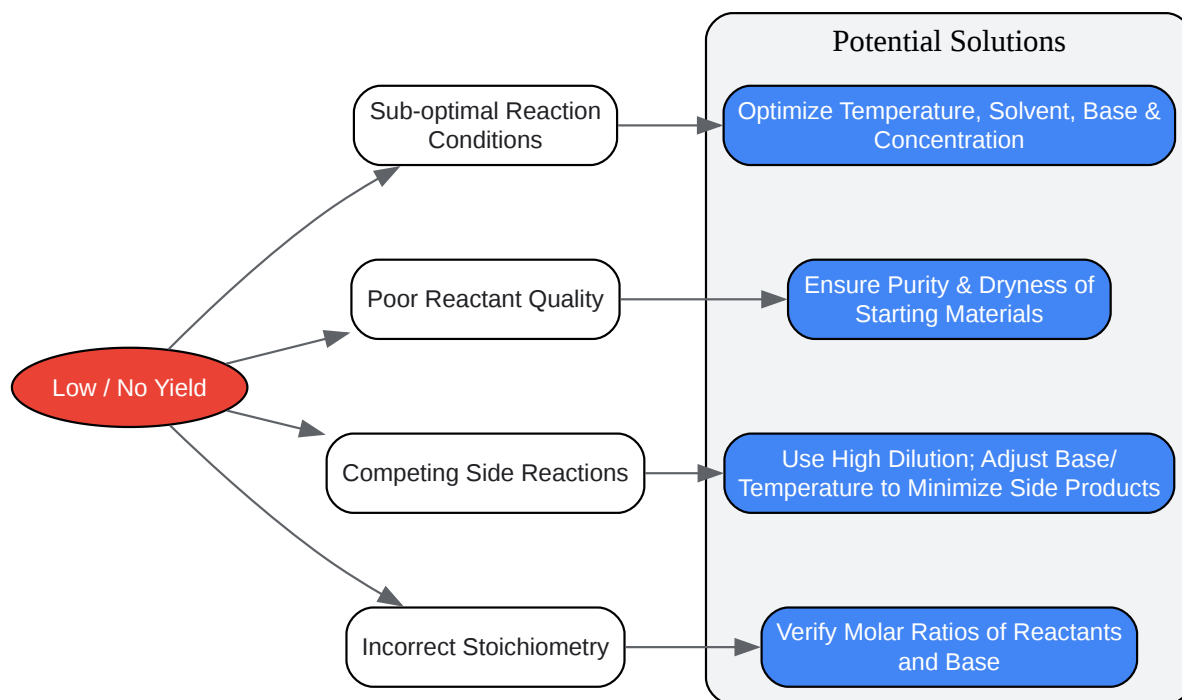 Potential Solutions
Sub-optimal Reaction
Conditions
Optimize Temperature, Solvent, Base &
Concentration
Poor Reactant Quality
Ensure Purity & Dryness of
Starting Materials
Low / No Yield
Competing Side Reactions
Use High Dilution; Adjust Base/
Temperature to Minimize Side Products
Incorrect Stoichiometry
Verify Molar Ratios of Reactants
and Base